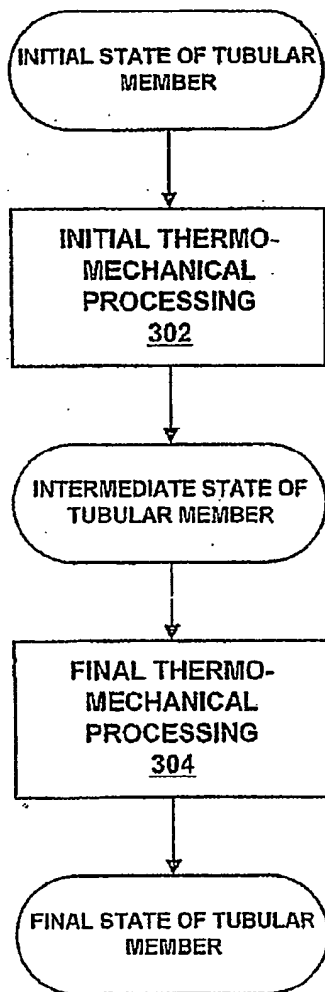 INITIAL STATE OF TUBULAR
MEMBER
INITIAL THERMO-
MECHANICAL
PROCESSING
302
INTERMEDIATE STATE OF
TUBULAR MEMBER
FINAL THERMO-
MECHANICAL
PROCESSING
304
FINAL STATE OF TUBULAR
MEMBER